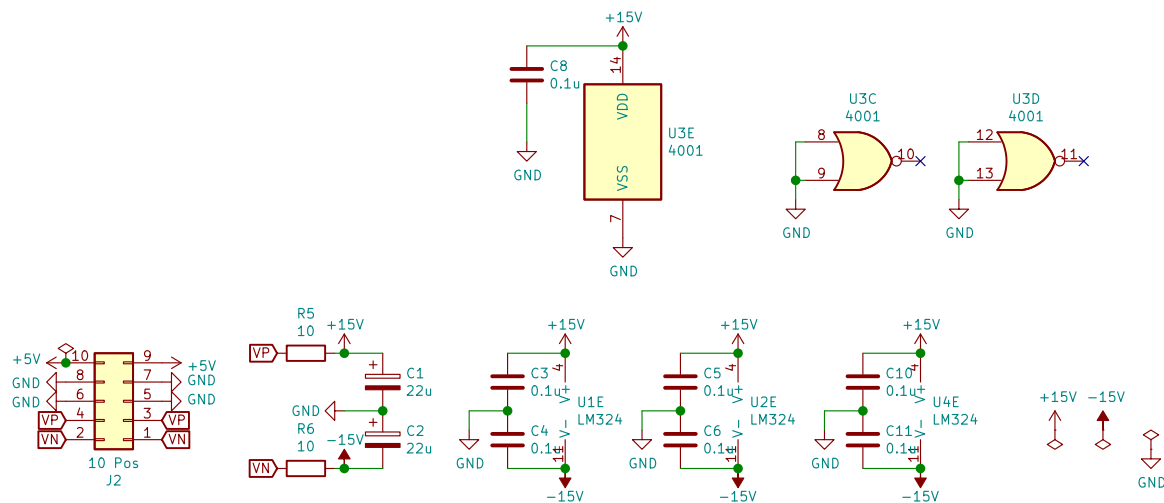 +15V
C8
0.1u
14
VDD
U3E
4001
VSS
7
GND
GND
U3C
4001
8
9
10
GND
U3D
4001
12
13
11
GND
+5V
10
9
+5V
GND
8
7
GND
GND
6
5
GND
VP
4
3
VP
VN
2
1
VN
10 Pos
J2
R5
10
+15V
VP
C1
22u
GND
R6
10
-15V
C2
22u
VN
+15V
C3
0.1u
4
V+
U1E
LM324
V-
C4
0.1u
11
GND
-15V
+15V
C5
0.1u
4
V+
U2E
LM324
V-
C6
0.1u
11
GND
-15V
+15V
C10
0.1u
4
V+
U4E
LM324
V-
C11
0.1u
11
GND
-15V
+15V
-15V
GND